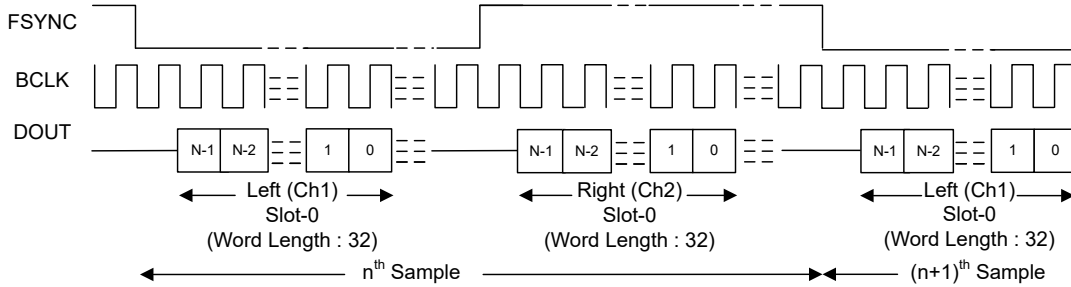 FSYNC
BCLK
DOUT
N-1 N-2 1 0 N-1 N-2 1 0 N-1 N-2 1 0
Left (Ch1) Right (Ch2) Left (Ch1)
Slot-0 Slot-0 Slot-0
(Word Length : 32) (Word Length : 32) (Word Length : 32)
nth Sample (n+1)th Sample